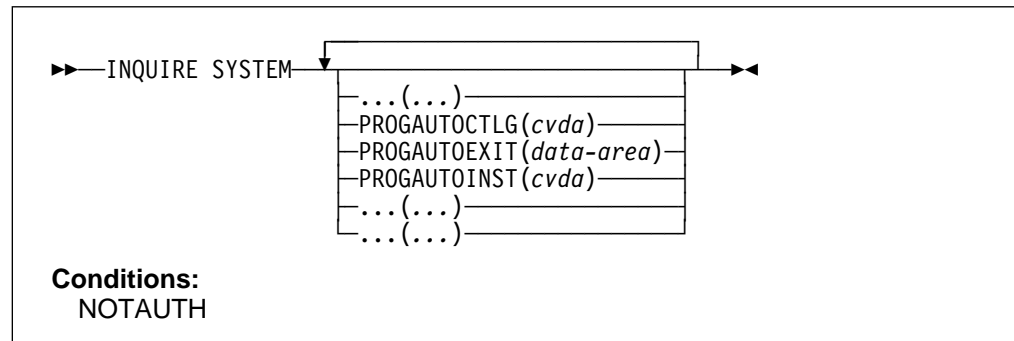 INQUIRE SYSTEM
...(...)
PROGAUTOCTLG(cvda)
PROGAUTOEXIT(data-area)
PROGAUTOINST(cvda)
...(...)
...(...)
Conditions:
NOTAUTH